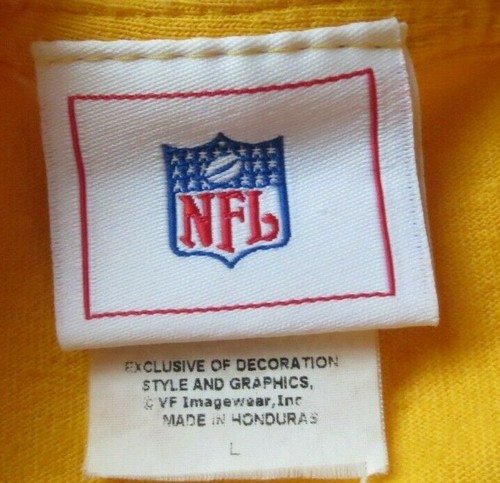 NFL
EXCLUSIVE OF DECORATION
STYLE AND GRAPHICS,
© VF Imagewear,Inc
MADE IN HONDURAS
L